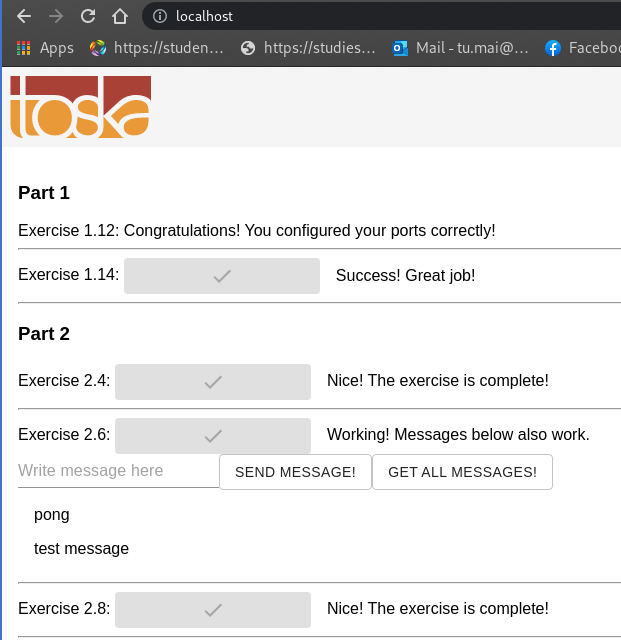 localhost
Apps https://studen... https://studies... Mail - tu.mai@... Faceboo
toska
Part 1
Exercise 1.12: Congratulations! You configured your ports correctly!
Exercise 1.14: Success! Great job!
Part 2
Exercise 2.4: Nice! The exercise is complete!
Exercise 2.6: Working! Messages below also work.
Write message here SEND MESSAGE! GET ALL MESSAGES!
pong
test message
Exercise 2.8: Nice! The exercise is complete!